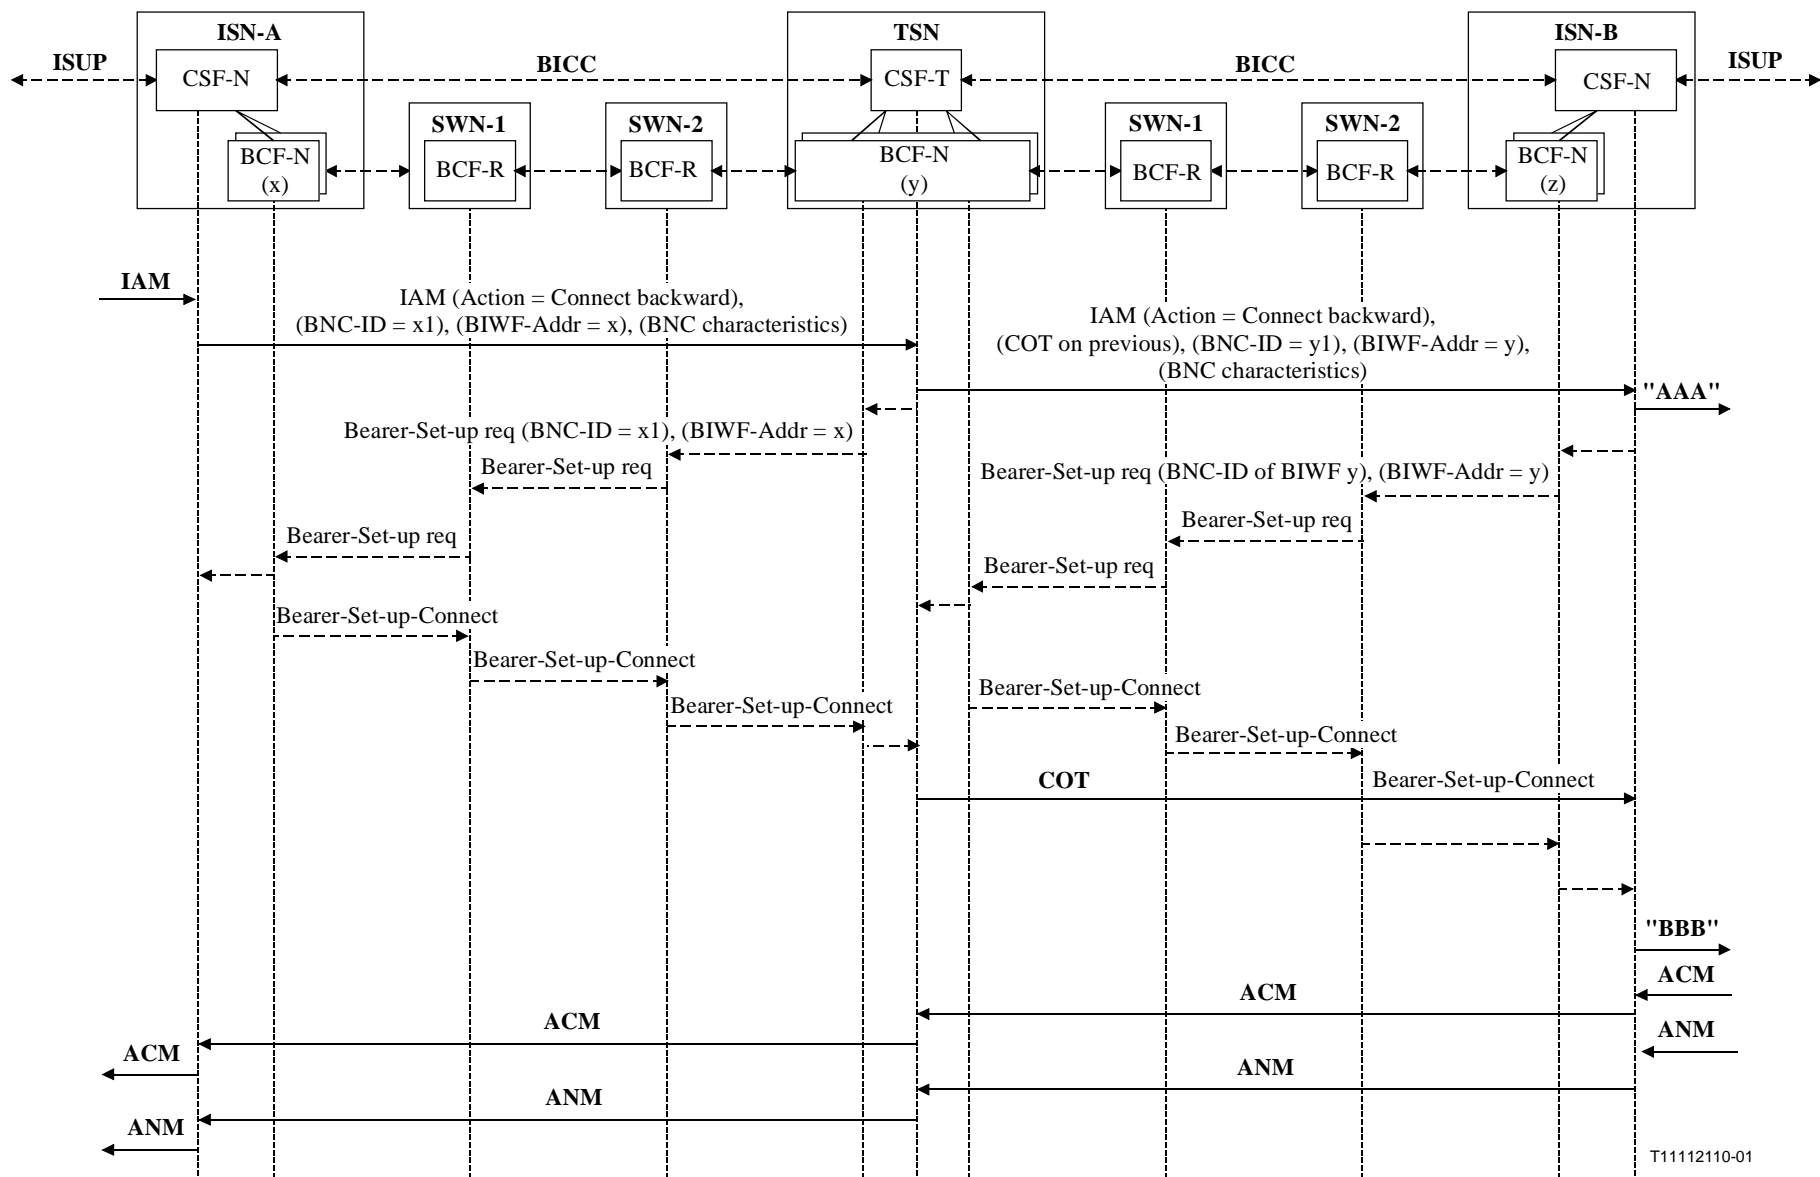 ISN-A
TSN
ISN-B
ISUP
BICC
BICC
ISUP
CSF-N
CSF-T
CSF-N
SWN-1
SWN-2
SWN-1
SWN-2
BCF-N
(x)
BCF-R
BCF-R
BCF-N
(y)
BCF-R
BCF-R
BCF-N
(z)
IAM
IAM (Action = Connect backward),
(BNC-ID = x1), (BIWF-Addr = x), (BNC characteristics)
IAM (Action = Connect backward),
(COT on previous), (BNC-ID = y1), (BIWF-Addr = y),
(BNC characteristics)
"AAA"
Bearer-Set-up req (BNC-ID = x1), (BIWF-Addr = x)
Bearer-Set-up req
Bearer-Set-up req (BNC-ID of BIWF y), (BIWF-Addr = y)
Bearer-Set-up req
Bearer-Set-up req
Bearer-Set-up req
Bearer-Set-up-Connect
Bearer-Set-up-Connect
Bearer-Set-up-Connect
Bearer-Set-up-Connect
Bearer-Set-up-Connect
COT
Bearer-Set-up-Connect
"BBB"
ACM
ACM
ACM
ACM
ANM
ANM
ANM
ANM
T11112110-01